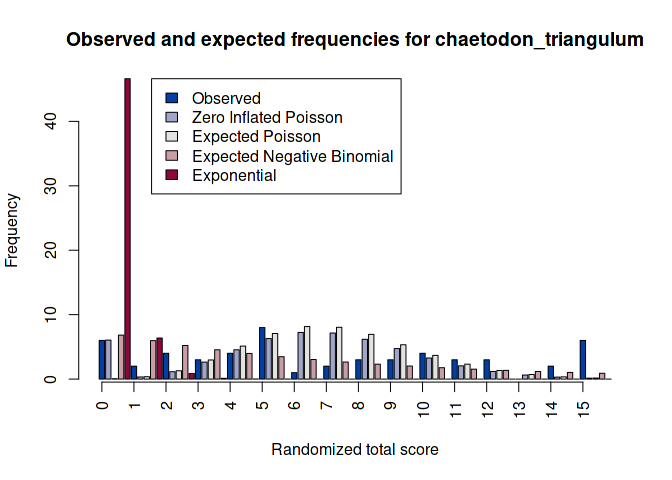 Observed and expected frequencies for chaetodon_triangulum
Observed
Zero Inflated Poisson
Expected Poisson
Expected Negative Binomial
Exponential
Frequency
40
30
20
10
0
0 1 2 3 4 5 6 7 8 9 10 11 12 13 14 15
Randomized total score